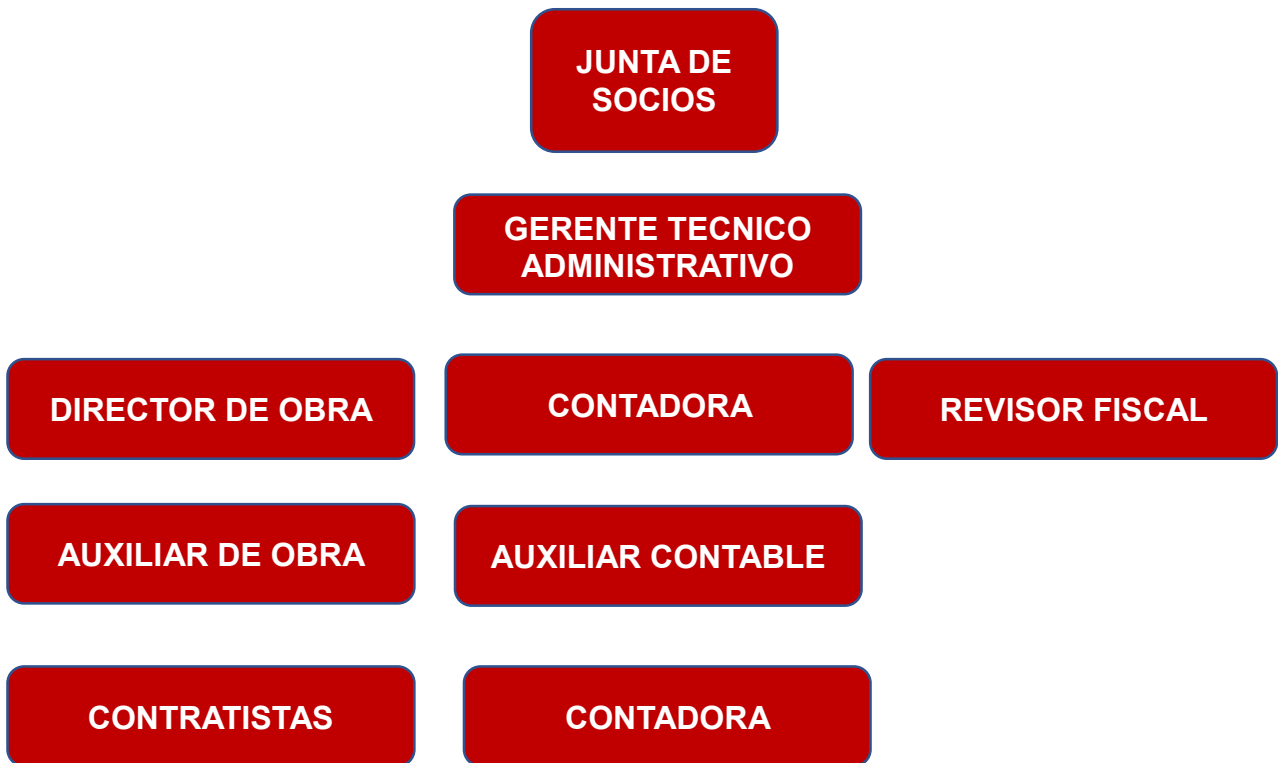 JUNTA DE
SOCIOS
GERENTE TECNICO
ADMINISTRATIVO
DIRECTOR DE OBRA
CONTADORA
REVISOR FISCAL
AUXILIAR DE OBRA
AUXILIAR CONTABLE
CONTRATISTAS
CONTADORA